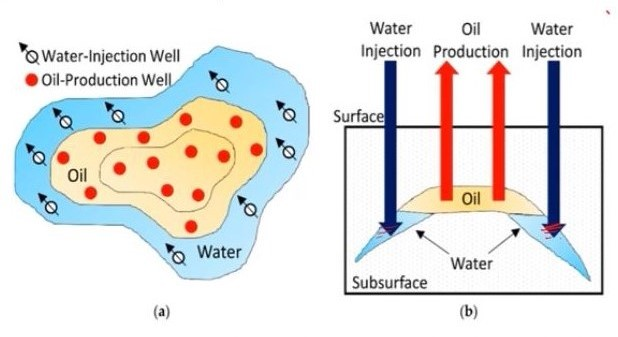 Water-Injection Well
Oil-Production Well
Oil
Water
(a)
Water
Injection
Oil
Production
Water
Injection
Surface
Oil
Water
Subsurface
(b)